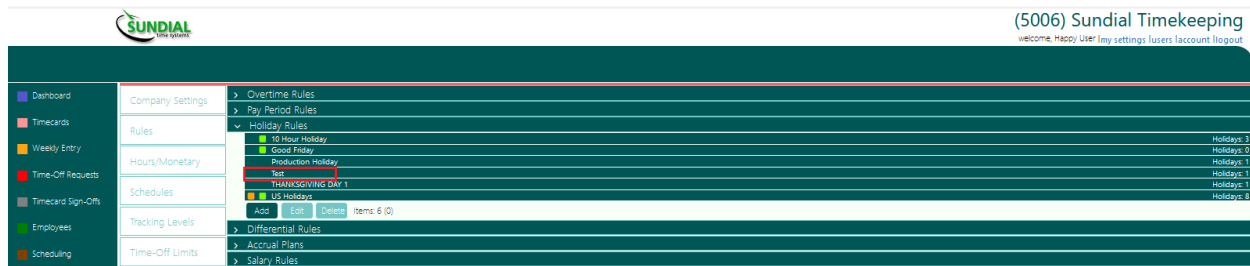 SUNDIAL
time systems
(5006) Sundial Timekeeping
welcome, Happy User |my settings |users |account |logout
Dashboard
Timecards
Weekly Entry
Time-Off Requests
Timecard Sign-Offs
Employees
Scheduling
Company Settings
Rules
Hours/Monetary
Schedules
Tracking Levels
Time-Off Limits
> Overtime Rules
> Pay Period Rules
Holiday Rules
10 Hour Holiday Holidays: 3
Good Friday Holidays: 0
Production Holiday Holidays: 1
Test Holidays: 1
THANKSGIVING DAY 1 Holidays: 1
US Holidays Holidays: 8
Add Edit Delete Items: 6 (0)
> Differential Rules
> Accrual Plans
> Salary Rules